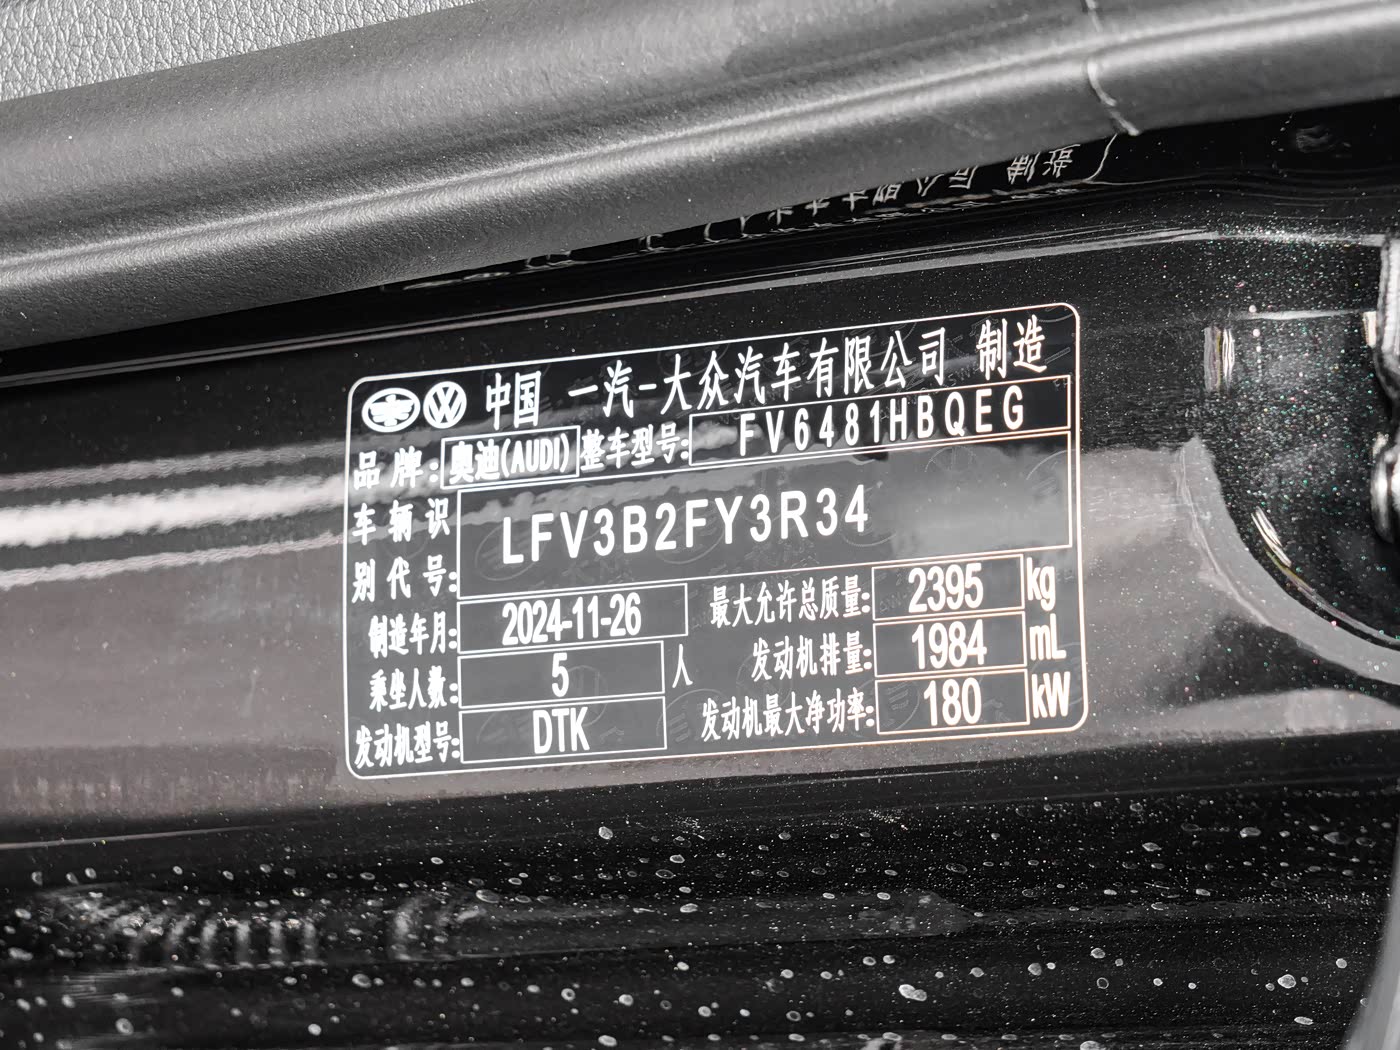 中国 一汽-大众汽车有限公司 制造
品牌: 奥迪(AUDI) 整车型号: FV6481HBQEG
车辆识别代号: LFV3B2FY3R34
制造年月: 2024-11-26 最大允许总质量: 2395 kg
乘坐人数: 5 人 发动机排量: 1984 mL
发动机型号: DTK 发动机最大净功率: 180 kW